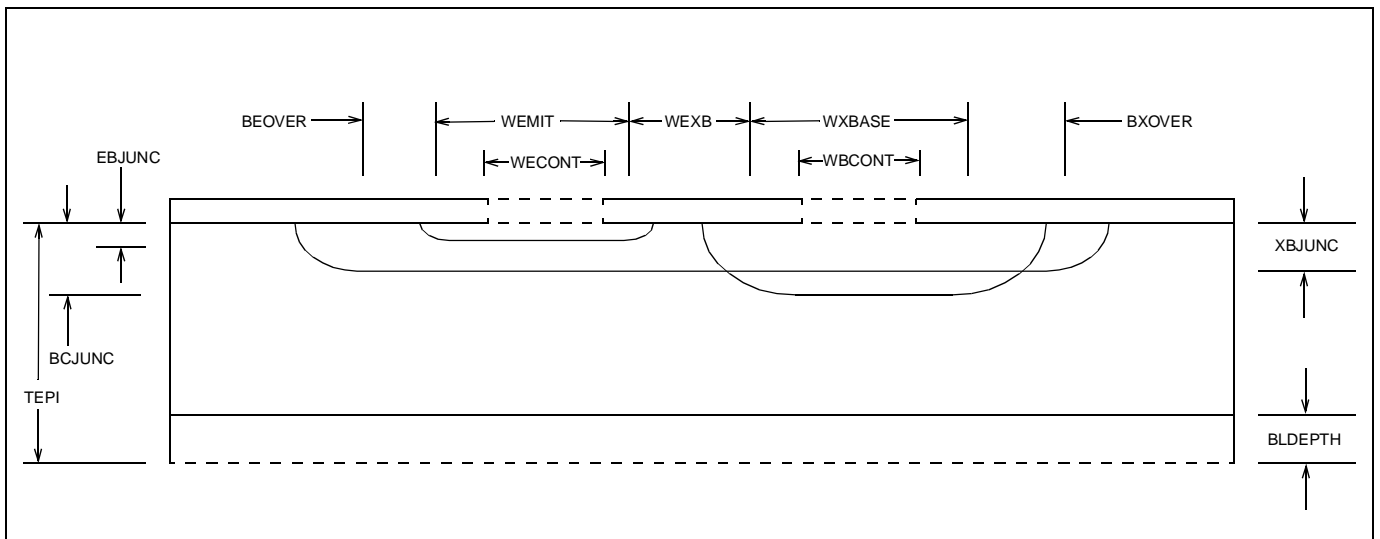 BEOVER
WEMIT
WEXB
WXBASE
BXOVER
EBJUNC
WECONT
WBCONT
XBJUNC
BCJUNC
TEPI
BLDEPTH